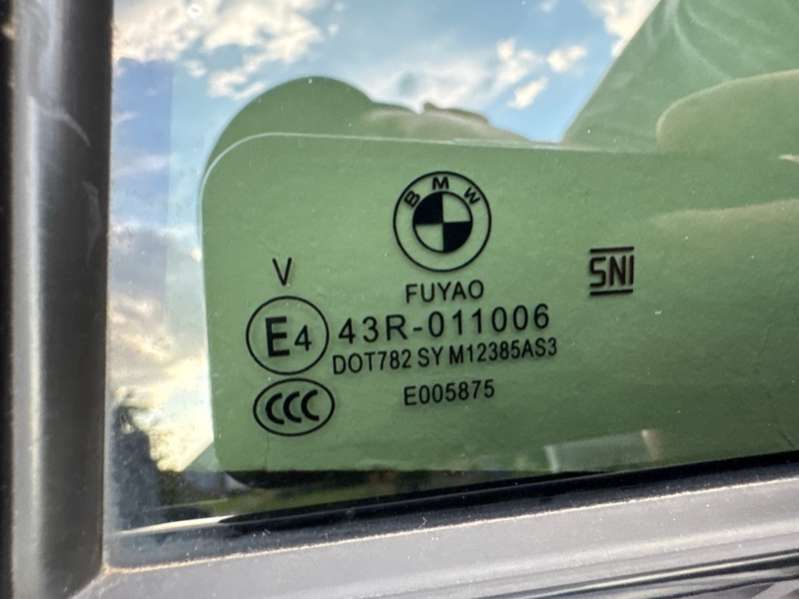 BMW
FUYAO
SNI
V
E4 43R-011006
DOT782 SY M12385AS3
CCC
E005875